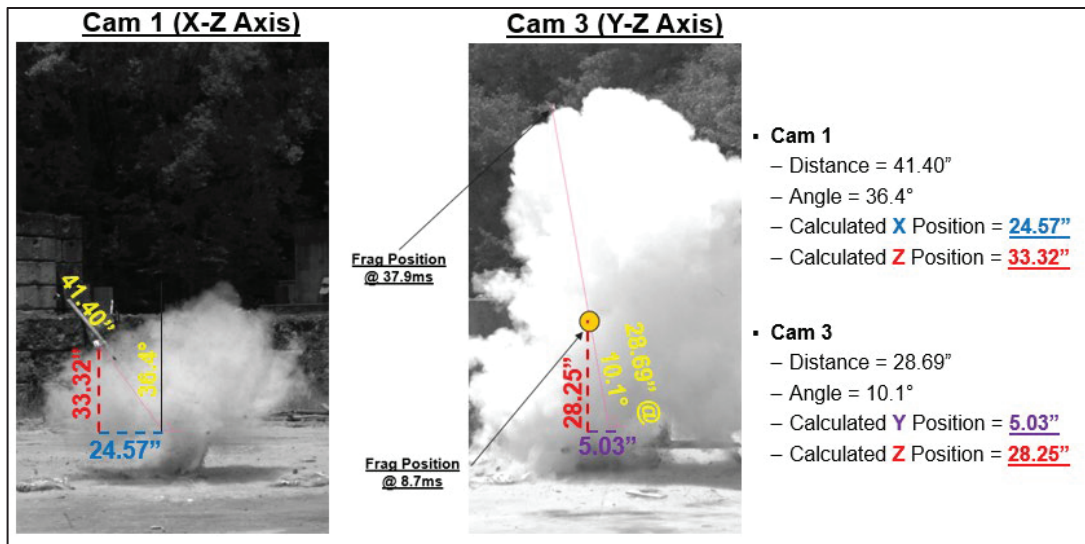 Cam 1 (X-Z Axis)
41.40”
36.4°
33.32”
24.57”
Cam 3 (Y-Z Axis)
Frag Position
@ 37.9ms
28.69” @
10.1°
28.25”
5.03”
Frag Position
@ 8.7ms
▪ Cam 1
– Distance = 41.40”
– Angle = 36.4°
– Calculated X Position = 24.57”
– Calculated Z Position = 33.32”
▪ Cam 3
– Distance = 28.69”
– Angle = 10.1°
– Calculated Y Position = 5.03”
– Calculated Z Position = 28.25”